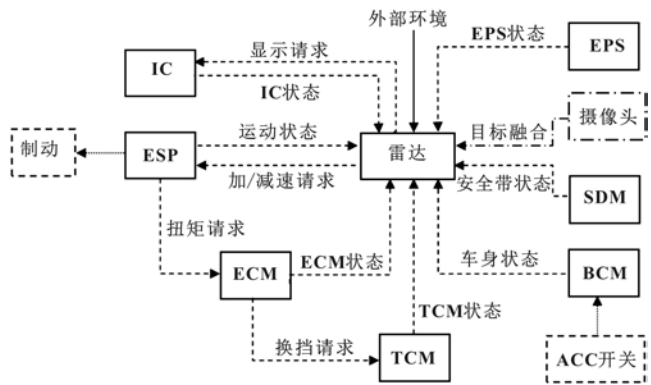 外部环境
显示请求
EPS状态
EPS
IC
IC状态
摄像头
目标融合
制动
运动状态
雷达
ESP
加/减速请求
安全带状态
SDM
扭矩请求
ECM
ECM状态
车身状态
BCM
TCM状态
换挡请求
TCM
ACC开关